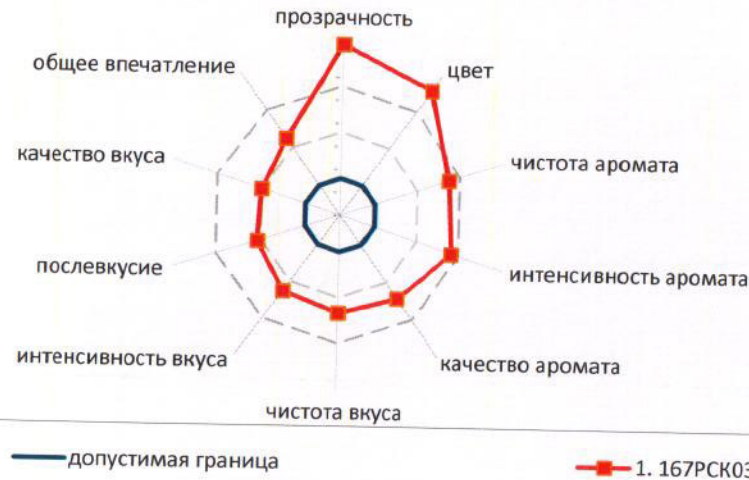 прозрачность
общее впечатление
цвет
качество вкуса
чистота аромата
послевкусие
интенсивность аромата
интенсивность вкуса
качество аромата
чистота вкуса
допустимая граница
1. 167РСК03